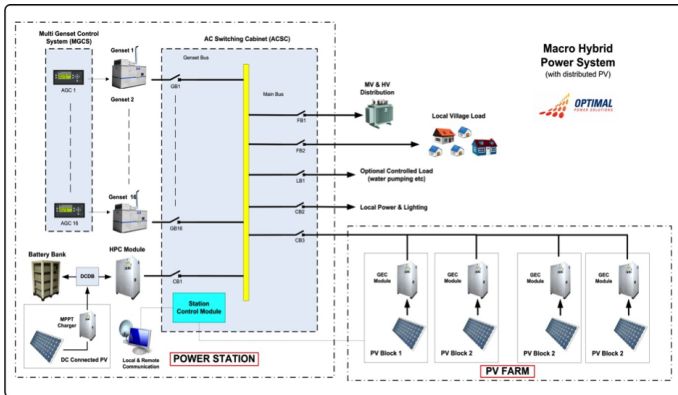 Multi Genset Control
System (MGCS)
Genset 1
AC Switching Cabinet (ACSC)
Genset Bus
Macro Hybrid
Power System
(with distributed PV)
OPTIMAL
POWER SOLUTIONS
AGC 1
Genset 2
GB1
Main Bus
MV & HV
Distribution
FB1
Local Village Load
FB2
Optional Controlled Load
(water pumping etc)
LB1
Genset 16
AGC 16
GB16
CB2
Local Power & Lighting
CB3
Battery Bank
HPC Module
DCDB
CB1
MPPT
Charger
Station
Control Module
DC Connected PV
Local & Remote
Communication
POWER STATION
GEC
Module
GEC
Module
GEC
Module
GEC
Module
PV Block 1
PV Block 2
PV Block 2
PV Block 2
PV FARM